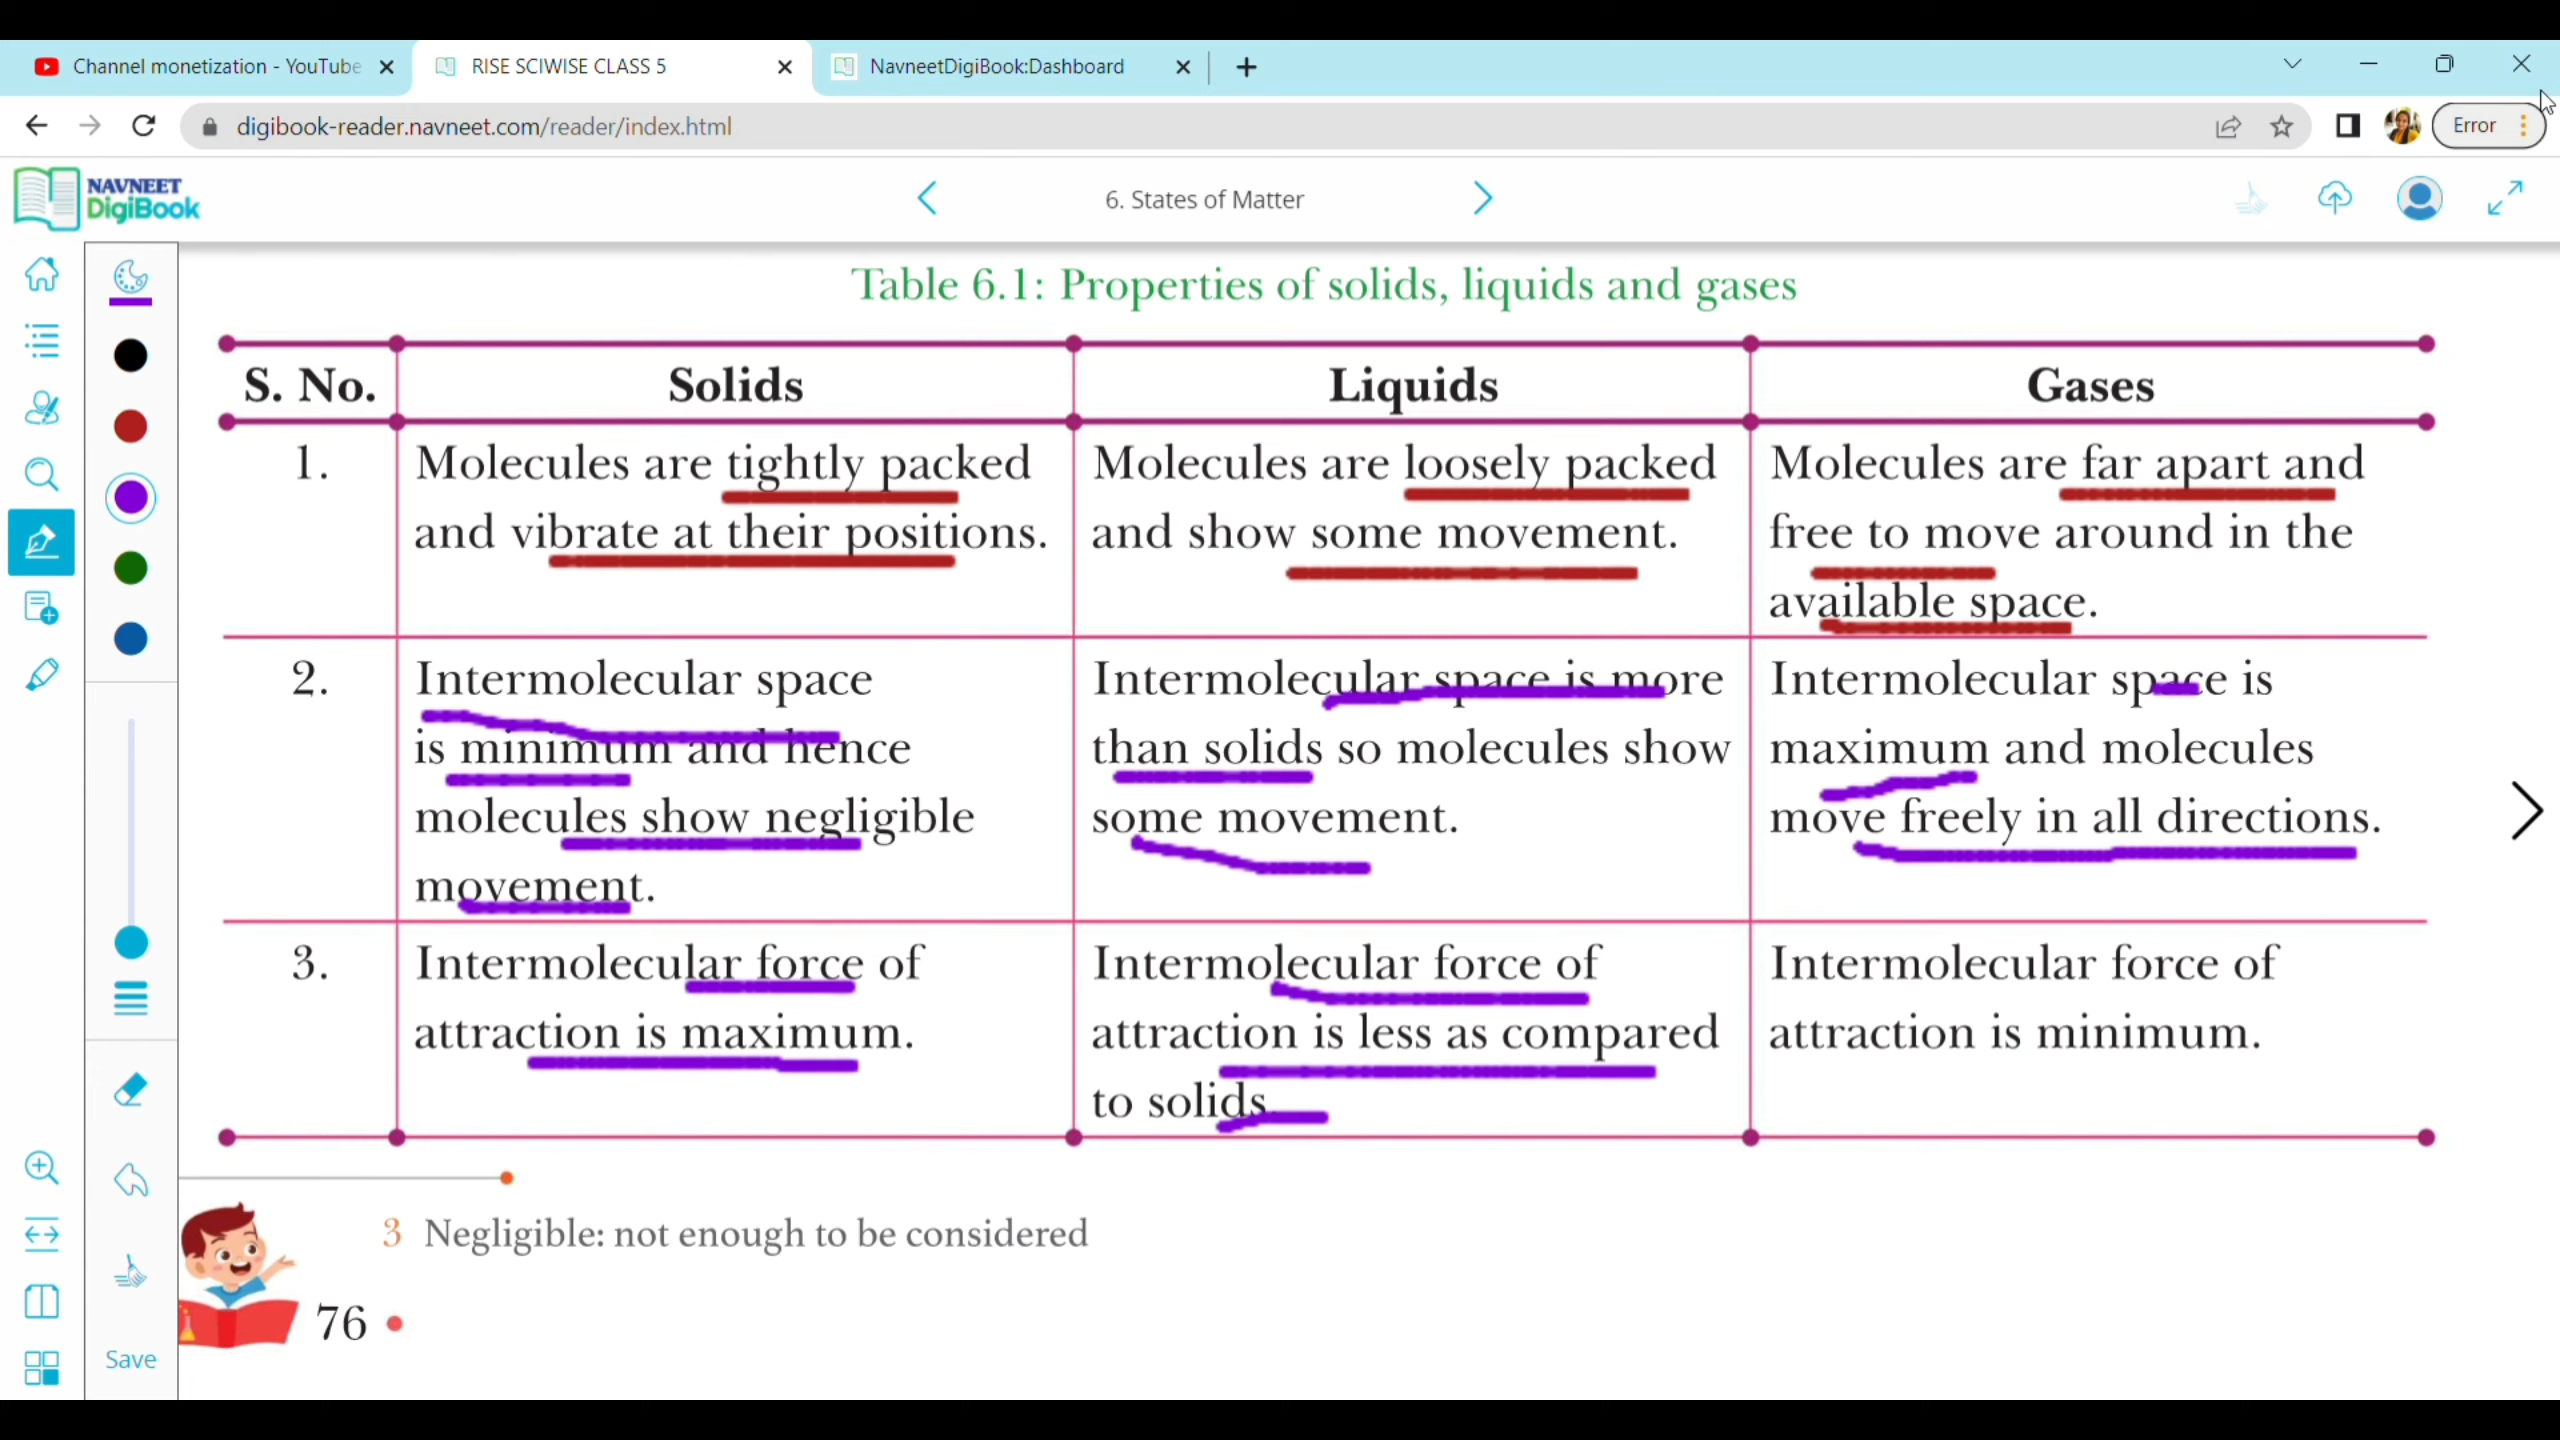 Channel monetization - YouTube
RISE SCIWISE CLASS 5
NavneetDigiBook:Dashboard
digibook-reader.navneet.com/reader/index.html
Error
NAVNEET
DigiBook
6. States of Matter
Table 6.1: Properties of solids, liquids and gases
S. No. Solids Liquids Gases
1. Molecules are tightly packed Molecules are loosely packed Molecules are far apart and
and vibrate at their positions. and show some movement. free to move around in the
available space.
2. Intermolecular space Intermolecular space is more Intermolecular space is
is minimum and hence than solids so molecules show maximum and molecules
molecules show negligible some movement. move freely in all directions.
movement.
3. Intermolecular force of Intermolecular force of Intermolecular force of
attraction is maximum. attraction is less as compared attraction is minimum.
to solids.
3 Negligible: not enough to be considered
76
Save